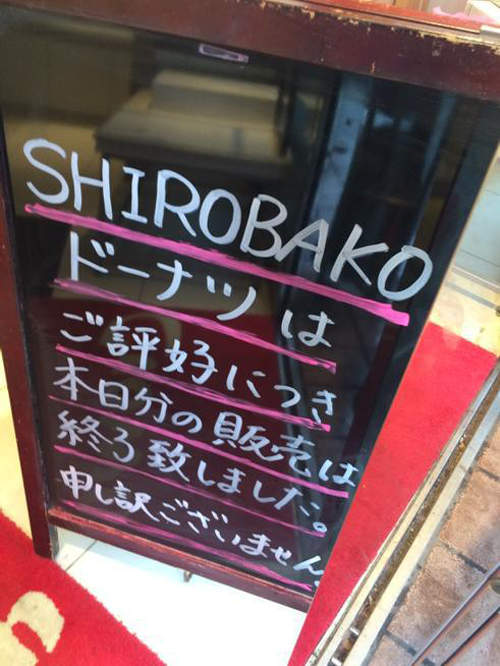 SHIROBAKO
ドーナツは
ご評好につき
本日分の販売は
終了致しました。
申し訳ございません。